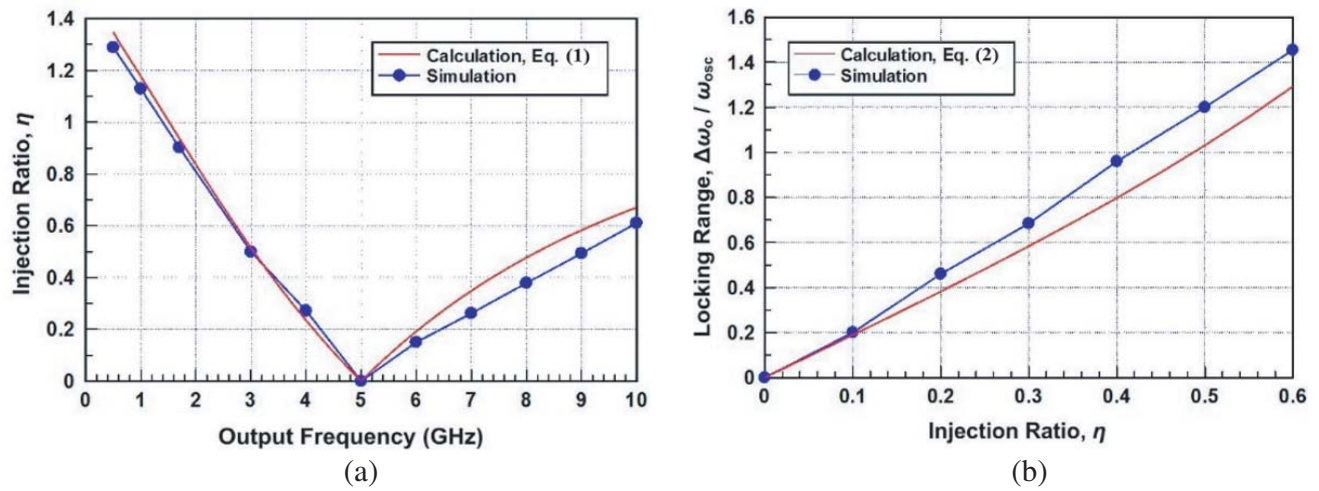 1.4
1.2
1
0.8
0.6
0.4
0.2
0
Injection Ratio, η
Calculation, Eq. (1)
Simulation
0 1 2 3 4 5 6 7 8 9 10
Output Frequency (GHz)
(a)
1.6
1.4
1.2
1
0.8
0.6
0.4
0.2
0
Locking Range, Δω₀ / ωosc
Calculation, Eq. (2)
Simulation
0 0.1 0.2 0.3 0.4 0.5 0.6
Injection Ratio, η
(b)